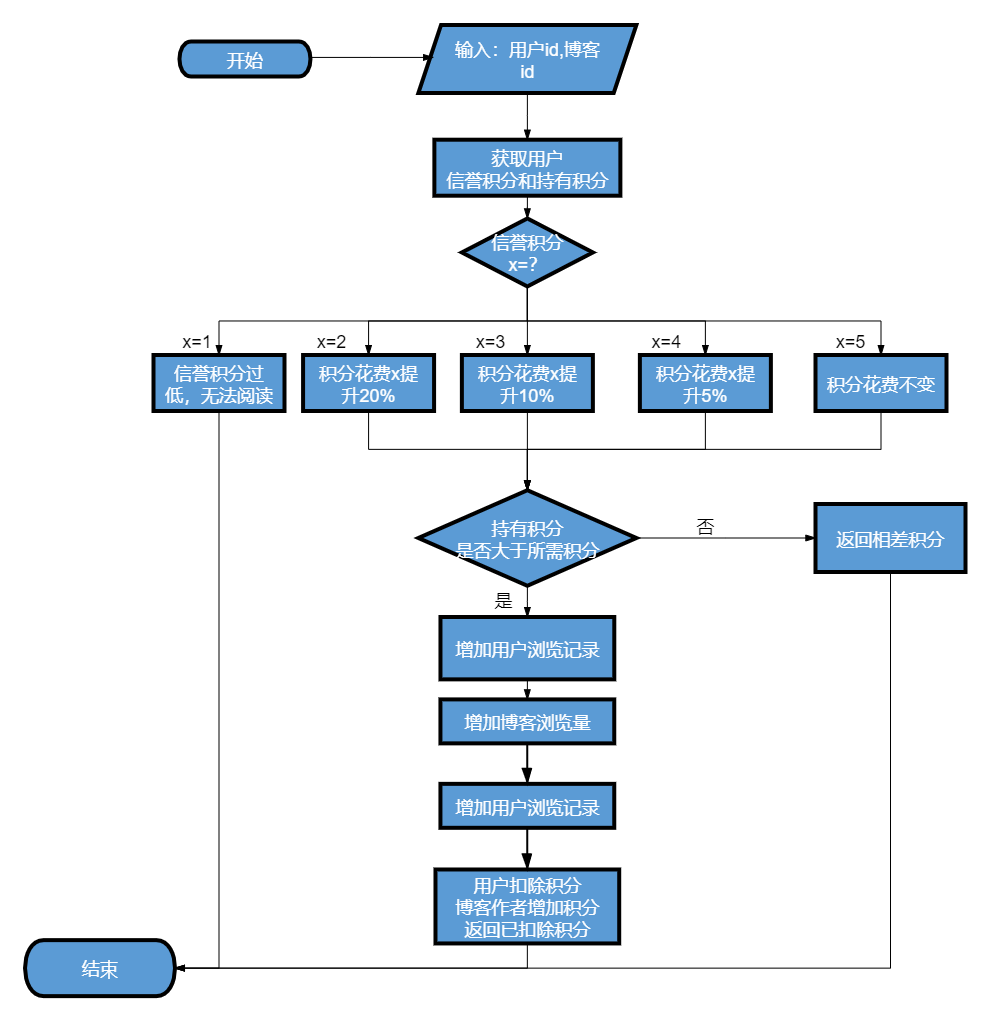 开始
输入：用户id,博客
id
获取用户
信誉积分和持有积分
信誉积分
x=？
x=1
x=2
x=3
x=4
x=5
信誉积分过
低，无法阅读
积分花费x提
升20%
积分花费x提
升10%
积分花费x提
升5%
积分花费不变
持有积分
是否大于所需积分
否
返回相差积分
是
增加用户浏览记录
增加博客浏览量
增加用户浏览记录
用户扣除积分
博客作者增加积分
返回已扣除积分
结束